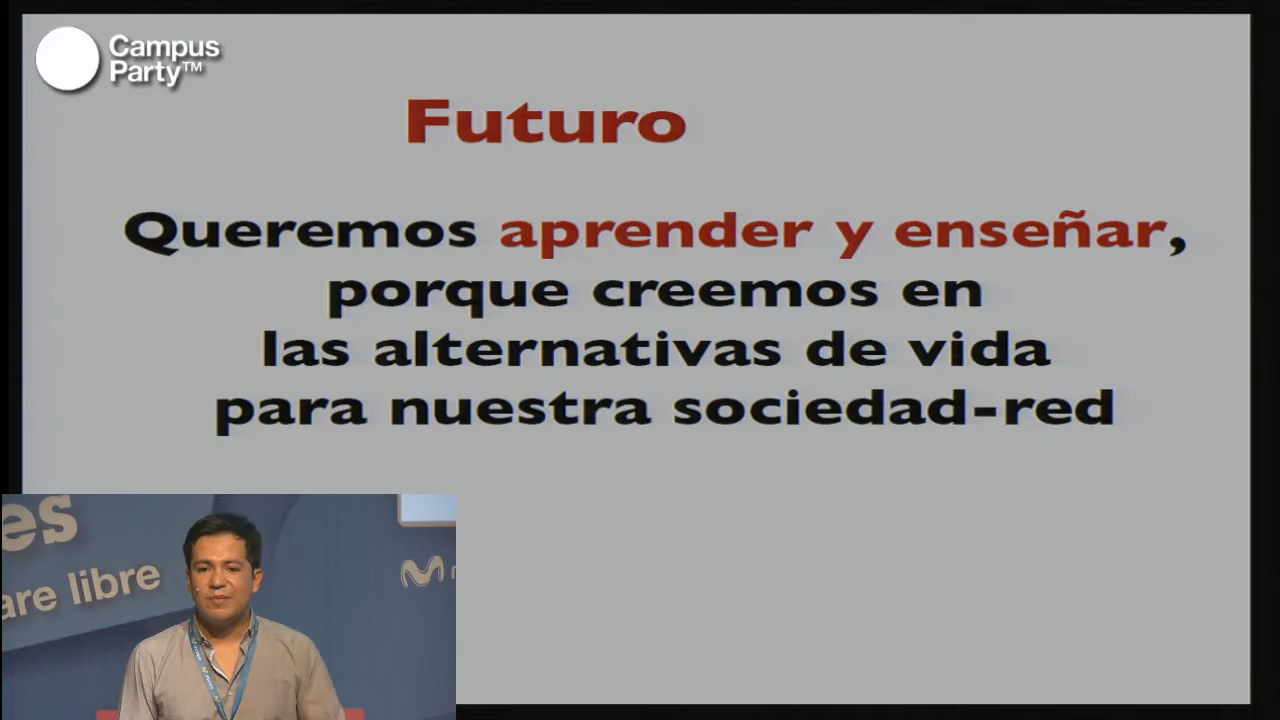 Campus
Party™
Futuro
Queremos aprender y enseñar,
porque creemos en
las alternativas de vida
para nuestra sociedad-red
es
are libre